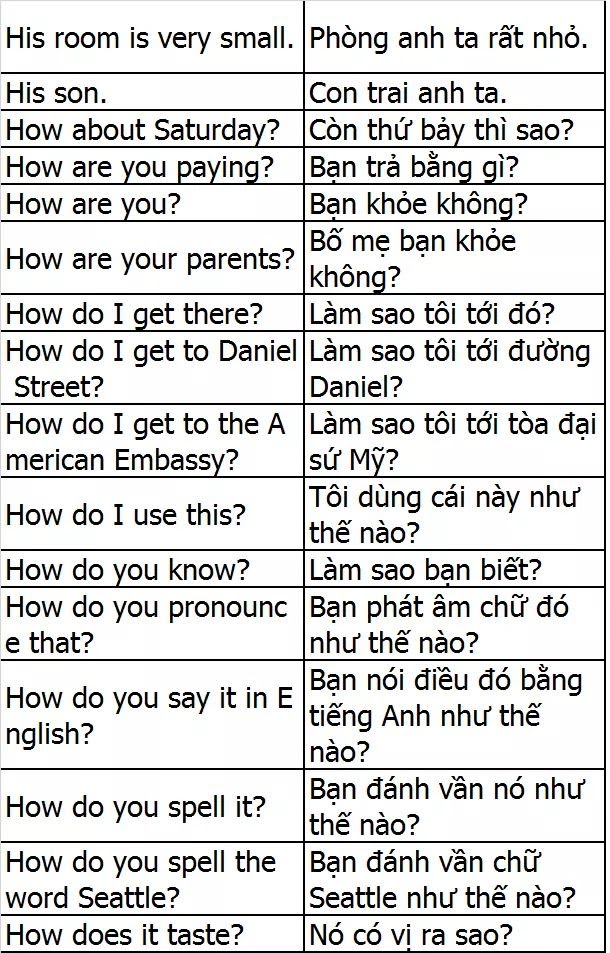 His room is very small.
Phòng anh ta rất nhỏ.
His son.
Con trai anh ta.
How about Saturday?
Còn thứ bảy thì sao?
How are you paying?
Bạn trả bằng gì?
How are you?
Bạn khỏe không?
How are your parents?
Bố mẹ bạn khỏe
không?
How do I get there?
Làm sao tôi tới đó?
How do I get to Daniel
Street?
Làm sao tôi tới đường
Daniel?
How do I get to the A
merican Embassy?
Làm sao tôi tới tòa đại
sứ Mỹ?
How do I use this?
Tôi dùng cái này như
thế nào?
How do you know?
Làm sao bạn biết?
How do you pronounc
e that?
Bạn phát âm chữ đó
như thế nào?
How do you say it in E
nglish?
Bạn nói điều đó bằng
tiếng Anh như thế
nào?
How do you spell it?
Bạn đánh vần nó như
thế nào?
How do you spell the
word Seattle?
Bạn đánh vần chữ
Seattle như thế nào?
How does it taste?
Nó có vị ra sao?